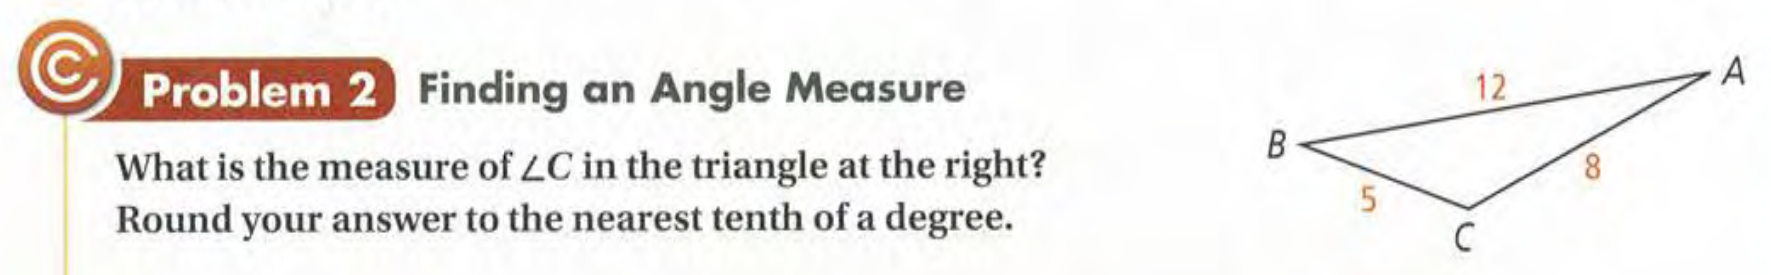 © Problem 2 Finding an Angle Measure
What is the measure of ∠C in the triangle at the right?
Round your answer to the nearest tenth of a degree.
A
12
B
8
5
C